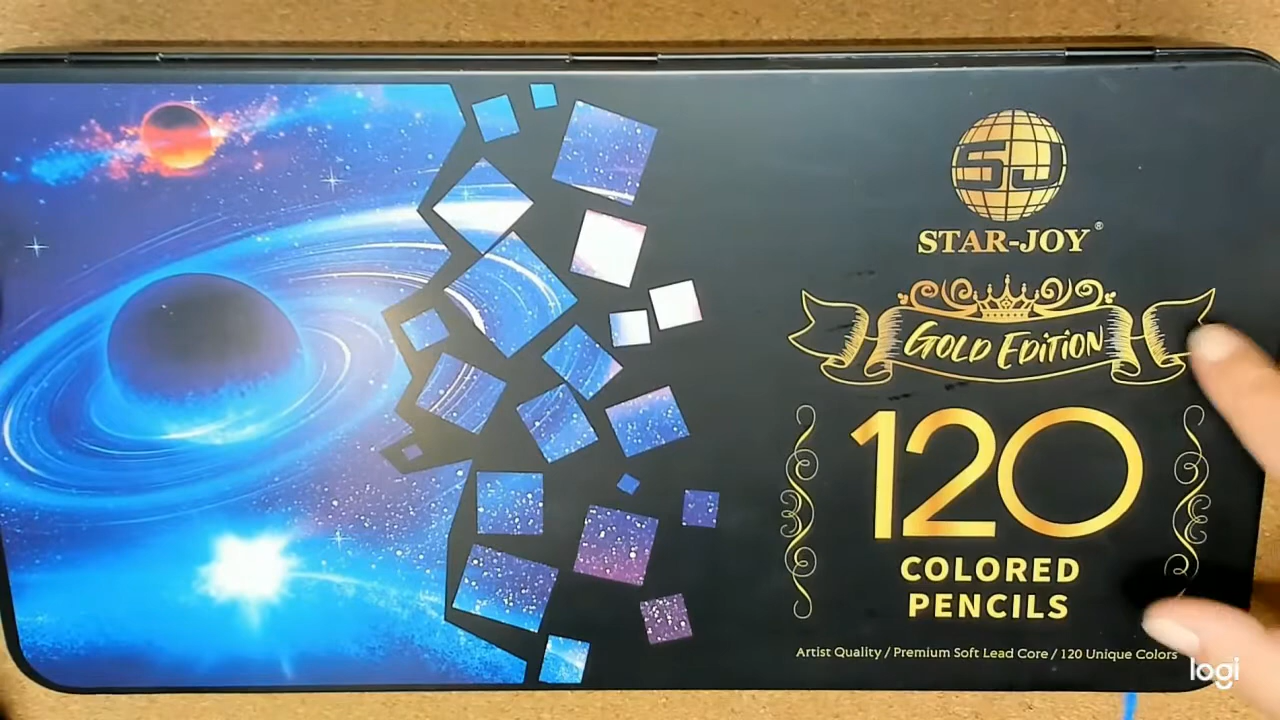 SJ
STAR-JOY®
GOLD EDITION
120
COLORED
PENCILS
Artist Quality / Premium Soft Lead Core / 120 Unique Colors
logi